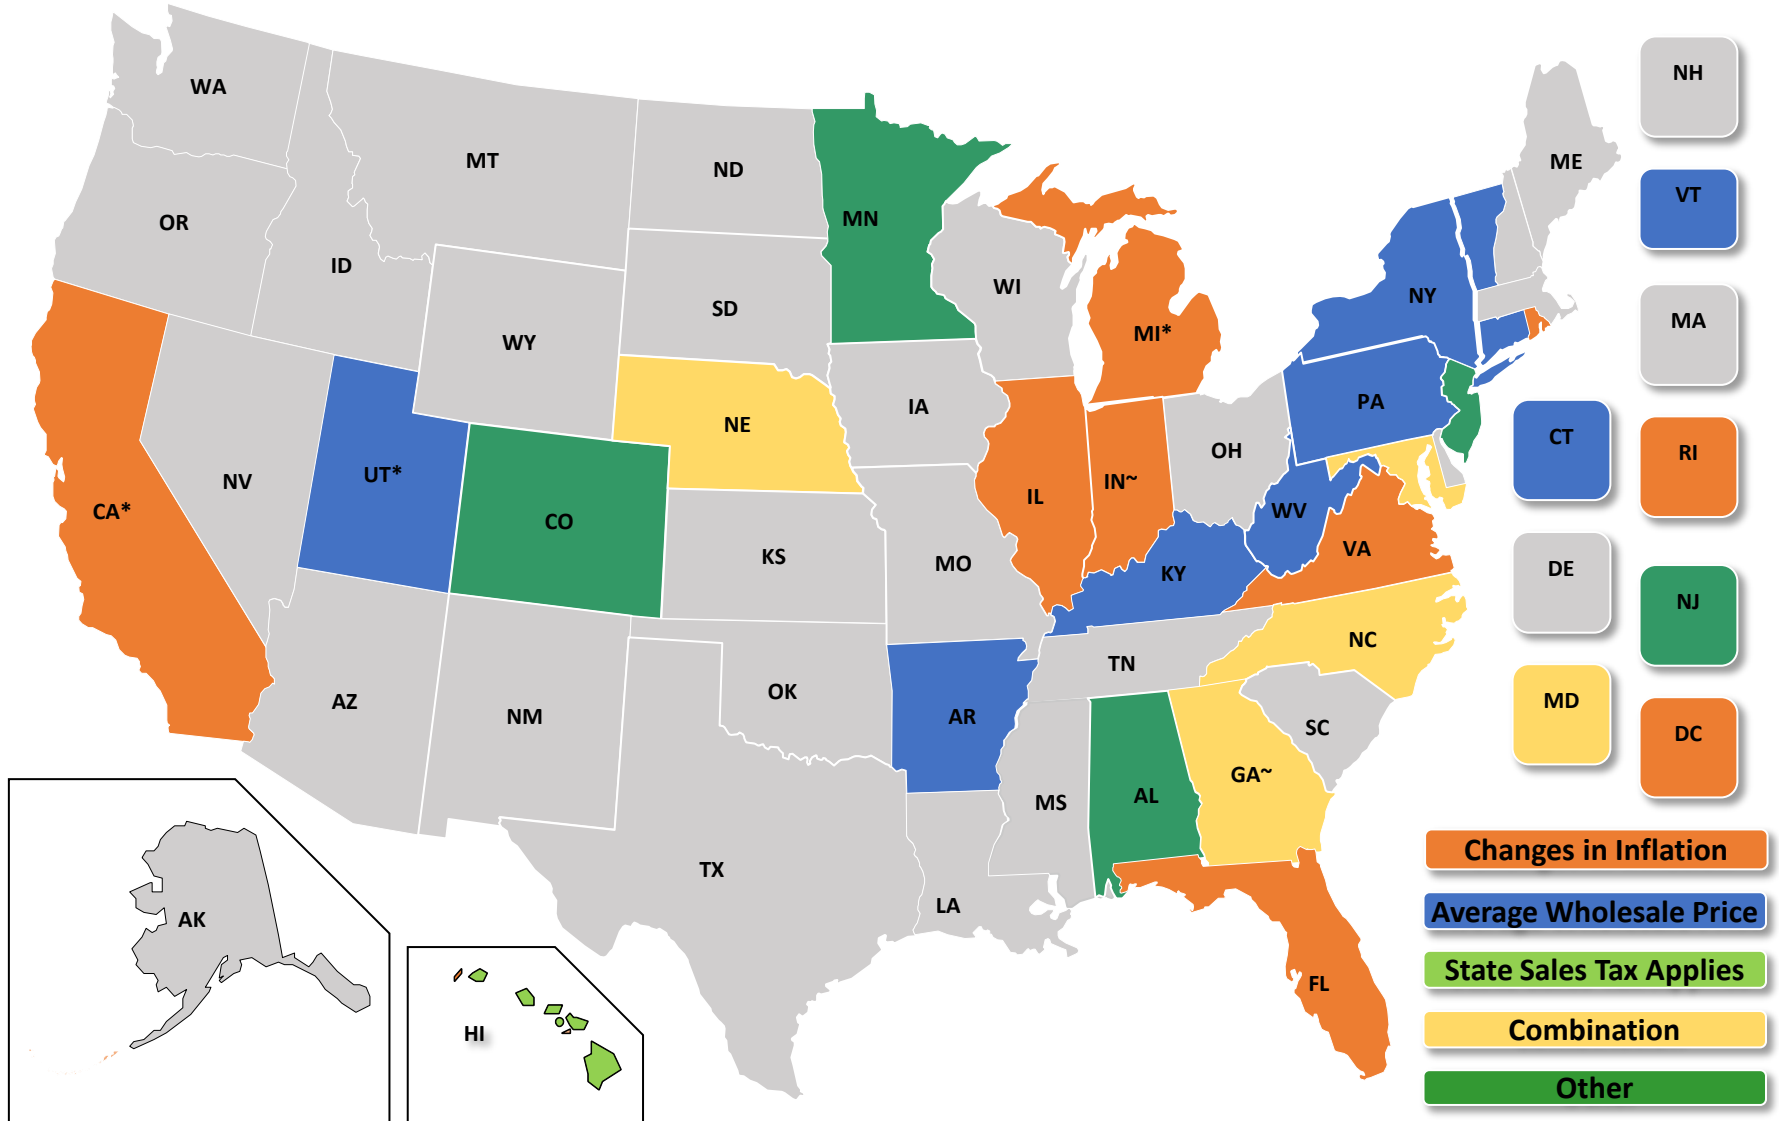 WA
MT
ND
MN
OR
ID
SD
WI
WY
MI*
NY
ME
NH
VT
MA
CT
RI
DE
NJ
MD
DC
NE
IA
PA
NV
UT*
CO
CA*
IL
IN~
OH
WV
VA
KS
MO
KY
NC
TN
OK
AZ
NM
AR
SC
GA~
MS
AL
TX
LA
FL
AK
HI
Changes in Inflation
Average Wholesale Price
State Sales Tax Applies
Combination
Other